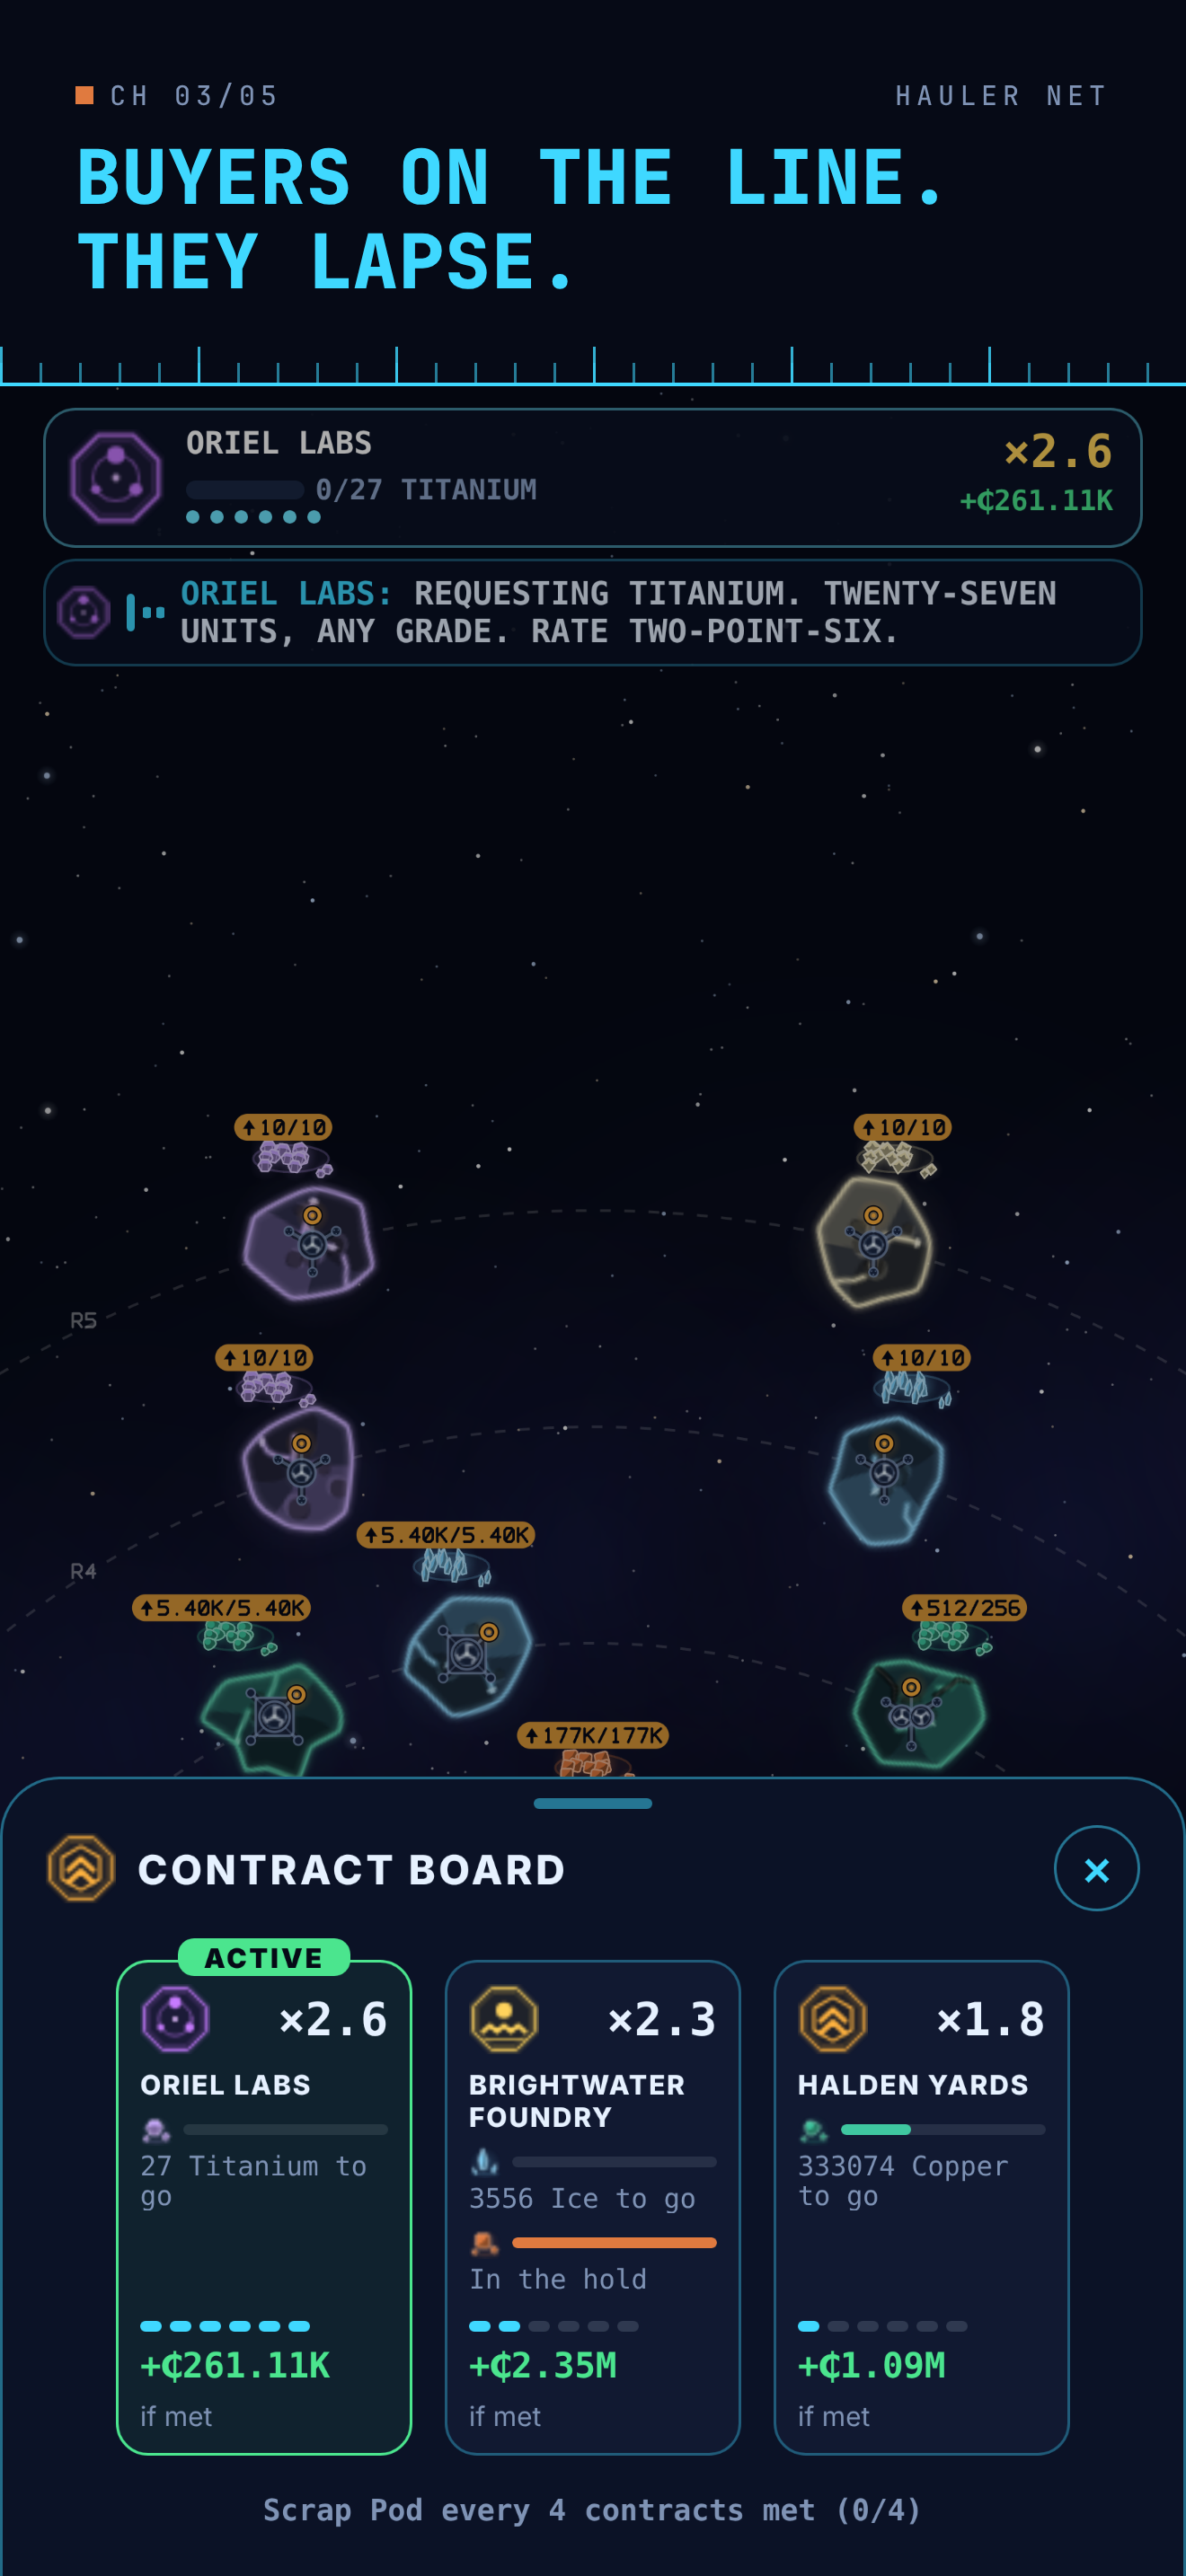 CH 03/05
HAULER NET
BUYERS ON THE LINE.
THEY LAPSE.
ORIEL LABS
×2.6
0/27 TITANIUM
+₵261.11K
ORIEL LABS: REQUESTING TITANIUM. TWENTY-SEVEN
UNITS, ANY GRADE. RATE TWO-POINT-SIX.
10/10
10/10
R5
10/10
10/10
5.40K/5.40K
R4
5.40K/5.40K
512/256
177K/177K
CONTRACT BOARD
×
ACTIVE
×2.6
ORIEL LABS
27 Titanium to
go
+₵261.11K
if met
×2.3
BRIGHTWATER
FOUNDRY
3556 Ice to go
In the hold
+₵2.35M
if met
×1.8
HALDEN YARDS
333074 Copper
to go
+₵1.09M
if met
Scrap Pod every 4 contracts met (0/4)